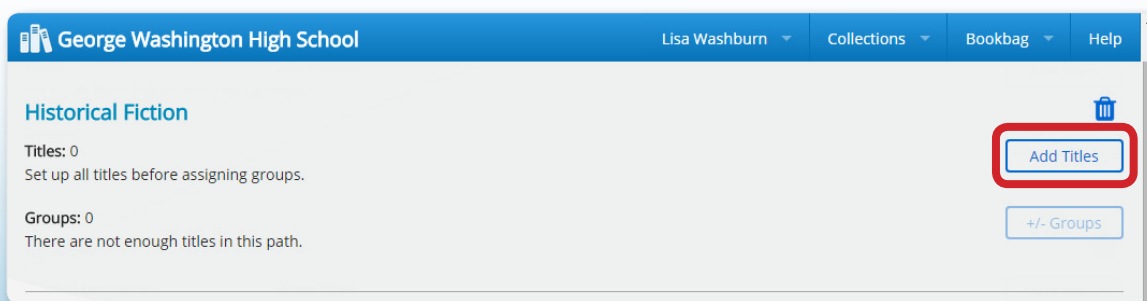 George Washington High School Lisa Washburn Collections Bookbag Help
Historical Fiction
Titles: 0
Add Titles
Set up all titles before assigning groups.
Groups: 0
+/- Groups
There are not enough titles in this path.